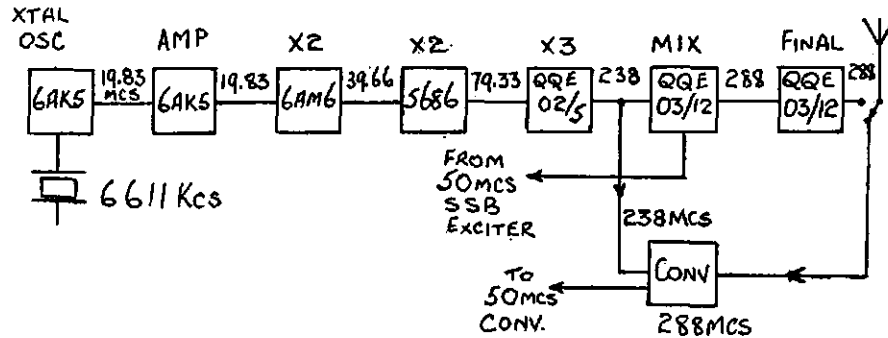 XTAL
OSC
AMP
X2
X2
X3
MIX
FINAL
6AK5
19.83
MCS
6AK5
19.83
6AM6
39.66
5686
79.33
QQE
02/5
238
QQE
03/12
288
QQE
03/12
288
6611 Kcs
FROM
50MCS
SSB
EXCITER
238MCS
TO
50MCS
CONV.
CONV
288MCS